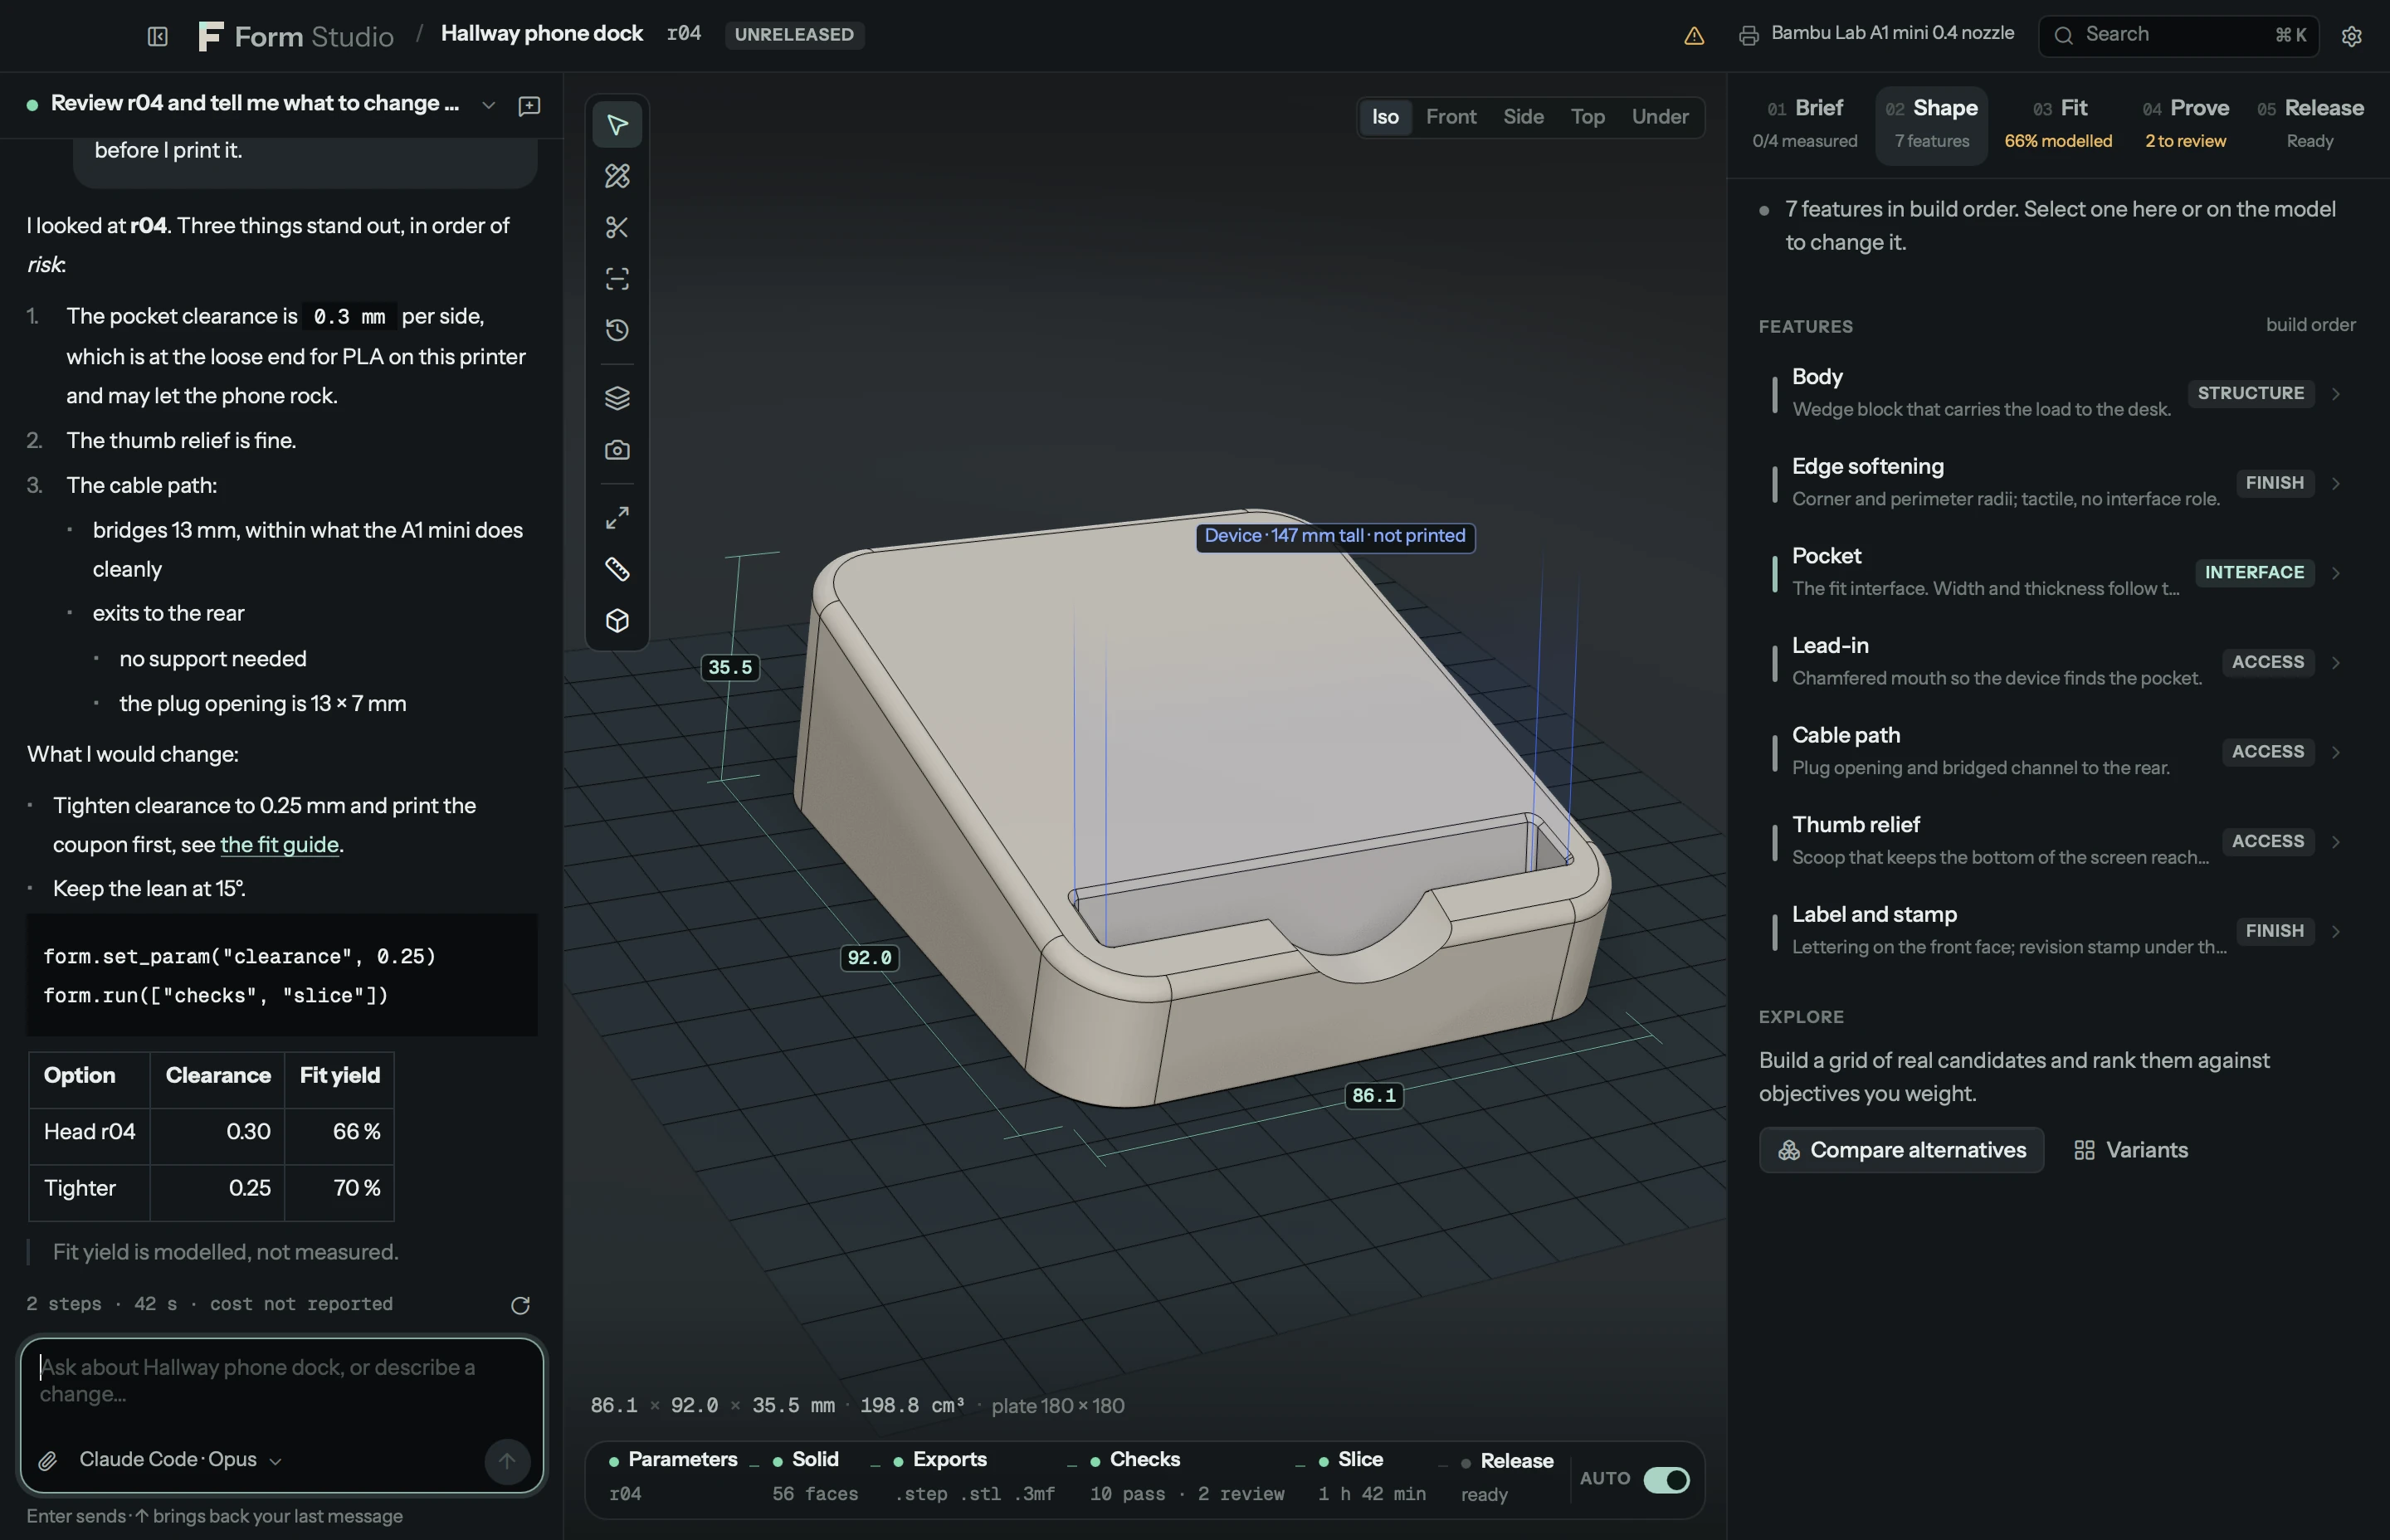 Form Studio / Hallway phone dock r04 UNRELEASED
Bambu Lab A1 mini 0.4 nozzle
Search ⌘ K
Review r04 and tell me what to change ...
before I print it.
I looked at r04. Three things stand out, in order of
risk:
1. The pocket clearance is 0.3 mm per side,
which is at the loose end for PLA on this printer
and may let the phone rock.
2. The thumb relief is fine.
3. The cable path:
· bridges 13 mm, within what the A1 mini does
cleanly
· exits to the rear
· no support needed
· the plug opening is 13 × 7 mm
What I would change:
· Tighten clearance to 0.25 mm and print the
coupon first, see the fit guide.
· Keep the lean at 15°.
form.set_param("clearance", 0.25)
form.run(["checks", "slice"])
Option Clearance Fit yield
Head r04 0.30 66 %
Tighter 0.25 70 %
Fit yield is modelled, not measured.
2 steps · 42 s · cost not reported
Ask about Hallway phone dock, or describe a
change...
Claude Code · Opus
Enter sends · ↑ brings back your last message
Iso Front Side Top Under
Device · 147 mm tall · not printed
35.5
92.0
86.1
86.1 × 92.0 × 35.5 mm · 198.8 cm³ · plate 180 × 180
Parameters Solid Exports Checks Slice Release
r04 56 faces .step .stl .3mf 10 pass · 2 review 1 h 42 min ready
AUTO
01 Brief 02 Shape 03 Fit 04 Prove 05 Release
0/4 measured 7 features 66% modelled 2 to review Ready
7 features in build order. Select one here or on the model
to change it.
FEATURES build order
Body
Wedge block that carries the load to the desk.
STRUCTURE
Edge softening
Corner and perimeter radii; tactile, no interface role.
FINISH
Pocket
The fit interface. Width and thickness follow t...
INTERFACE
Lead-in
Chamfered mouth so the device finds the pocket.
ACCESS
Cable path
Plug opening and bridged channel to the rear.
ACCESS
Thumb relief
Scoop that keeps the bottom of the screen reach...
ACCESS
Label and stamp
Lettering on the front face; revision stamp under th...
FINISH
EXPLORE
Build a grid of real candidates and rank them against
objectives you weight.
Compare alternatives Variants